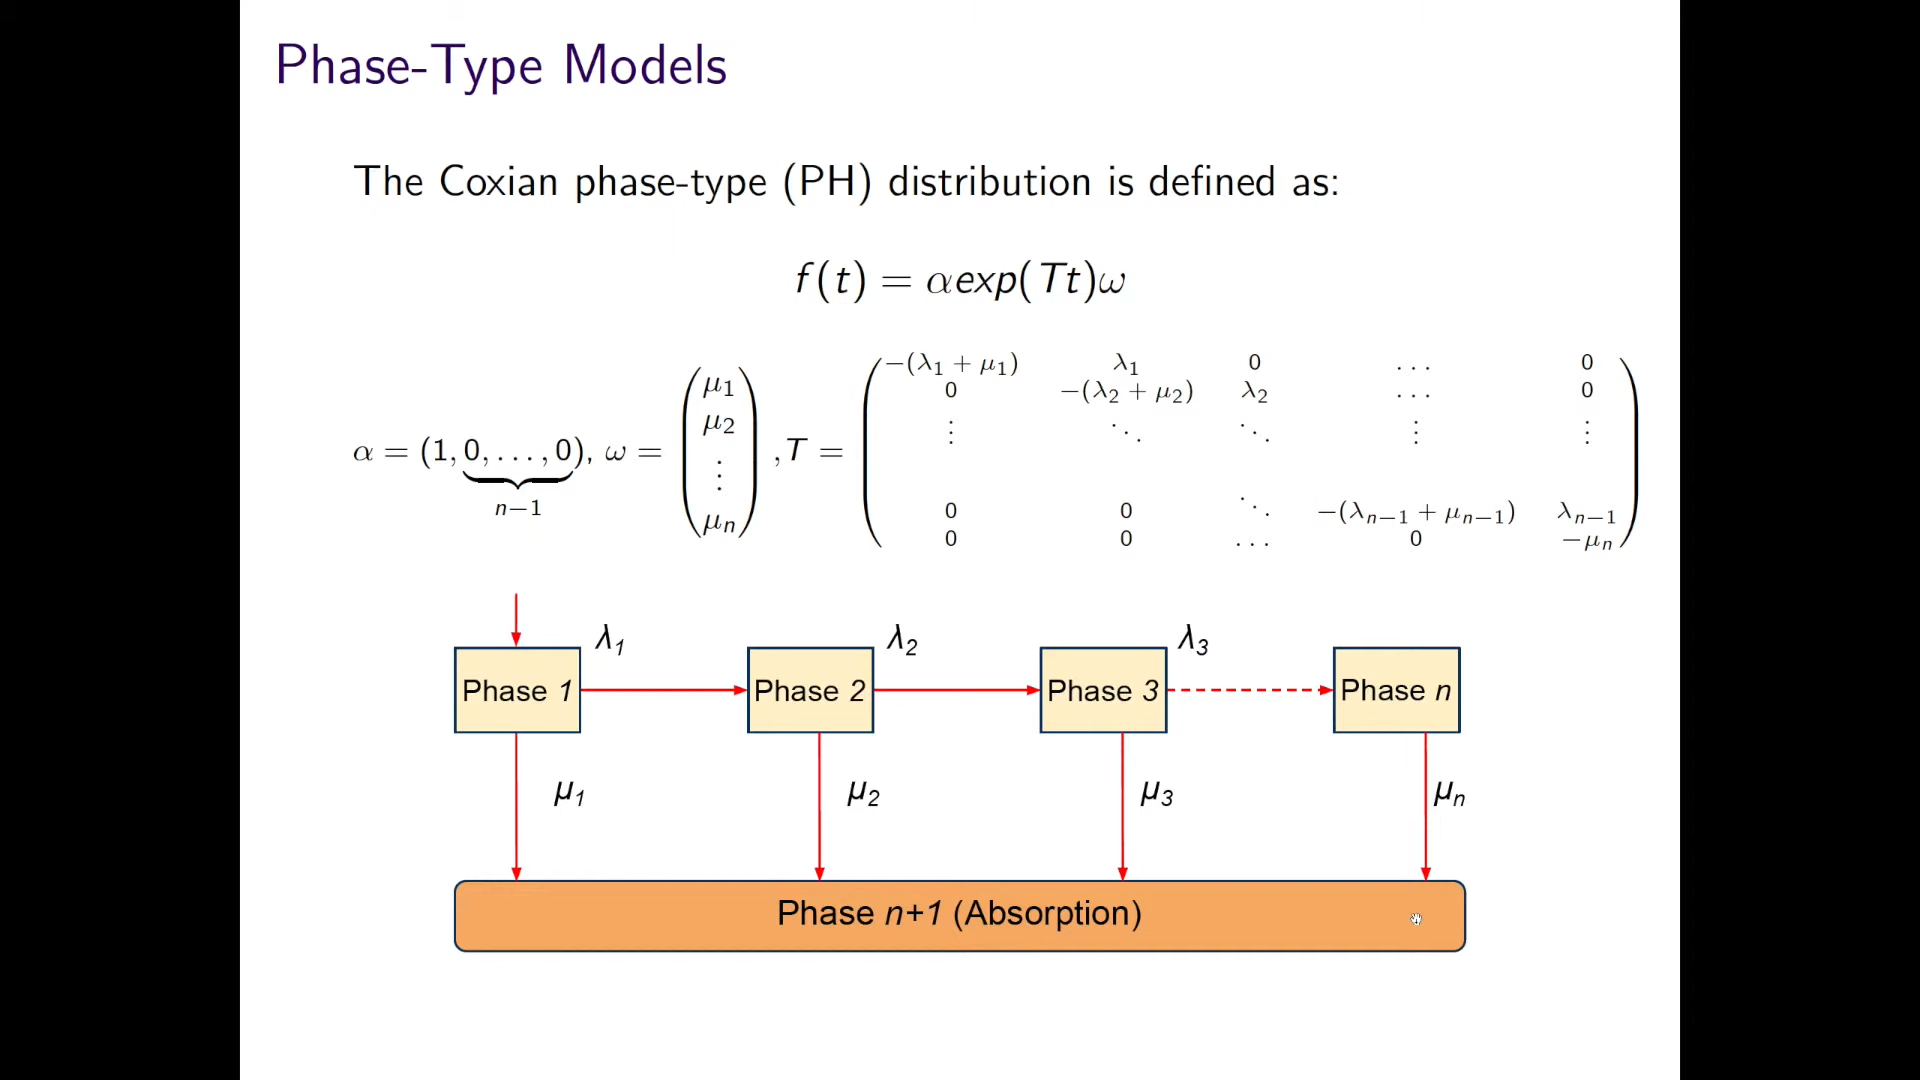 Phase-Type Models
The Coxian phase-type (PH) distribution is defined as:
f(t) = αexp(Tt)ω
α = (1, 0, . . . , 0), ω = (μ1 μ2 ⋮ μn) , T =
n−1
−(λ1 + μ1) λ1 0 . . . 0
0 −(λ2 + μ2) λ2 . . . 0
⋮ ⋱ ⋱ ⋮ ⋮
0 0 ⋱ −(λn−1 + μn−1) λn−1
0 0 . . . 0 −μn
λ1 λ2 λ3
Phase 1 Phase 2 Phase 3 Phase n
μ1 μ2 μ3 μn
Phase n+1 (Absorption)